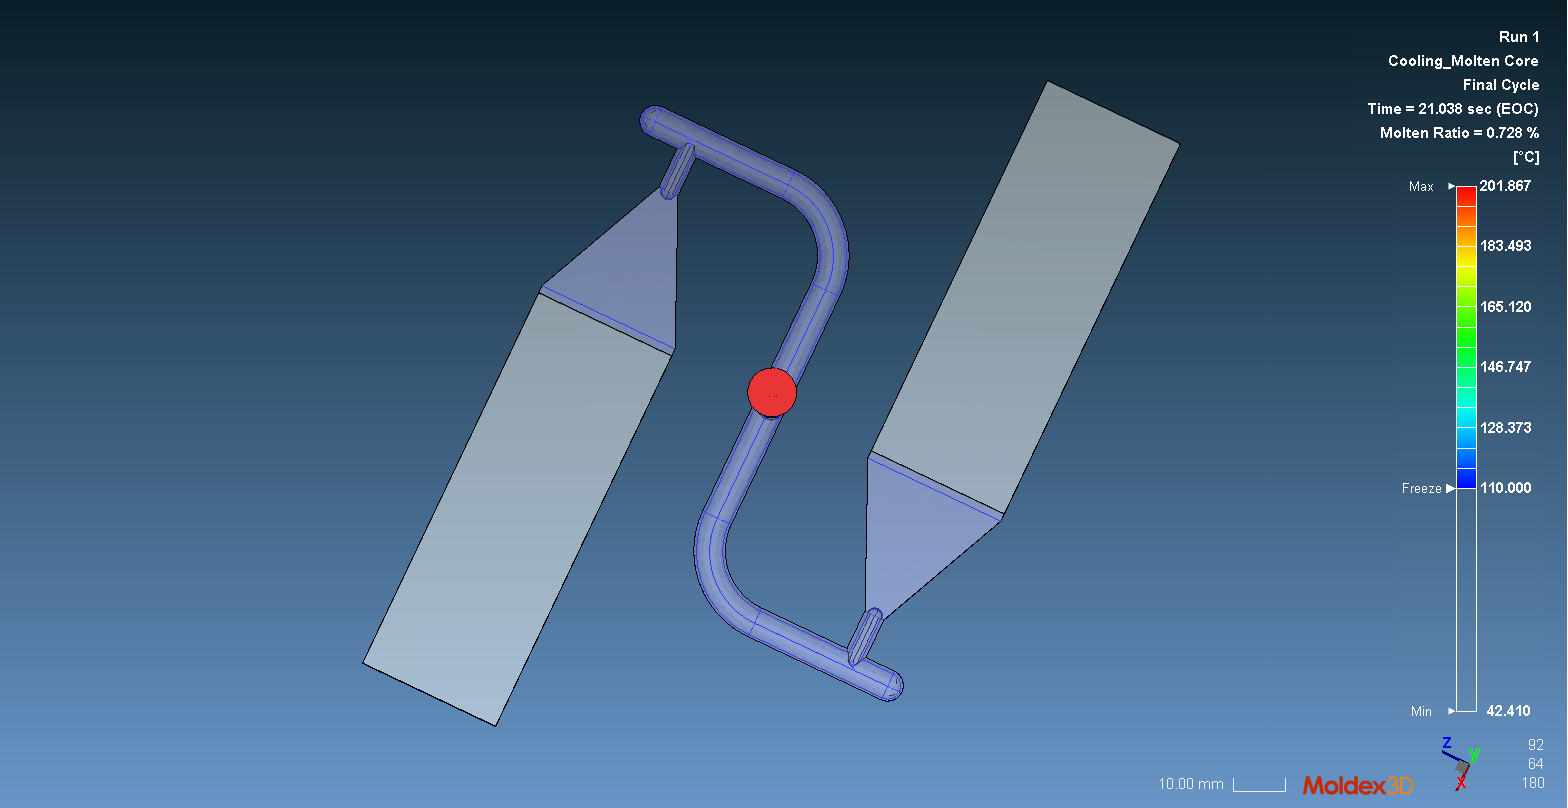 Run 1
Cooling_Molten Core
Final Cycle
Time = 21.038 sec (EOC)
Molten Ratio = 0.728 %
[°C]
Max 201.867
183.493
165.120
146.747
128.373
Freeze 110.000
Min 42.410
Z Y X
92
64
180
10.00 mm
Moldex3D